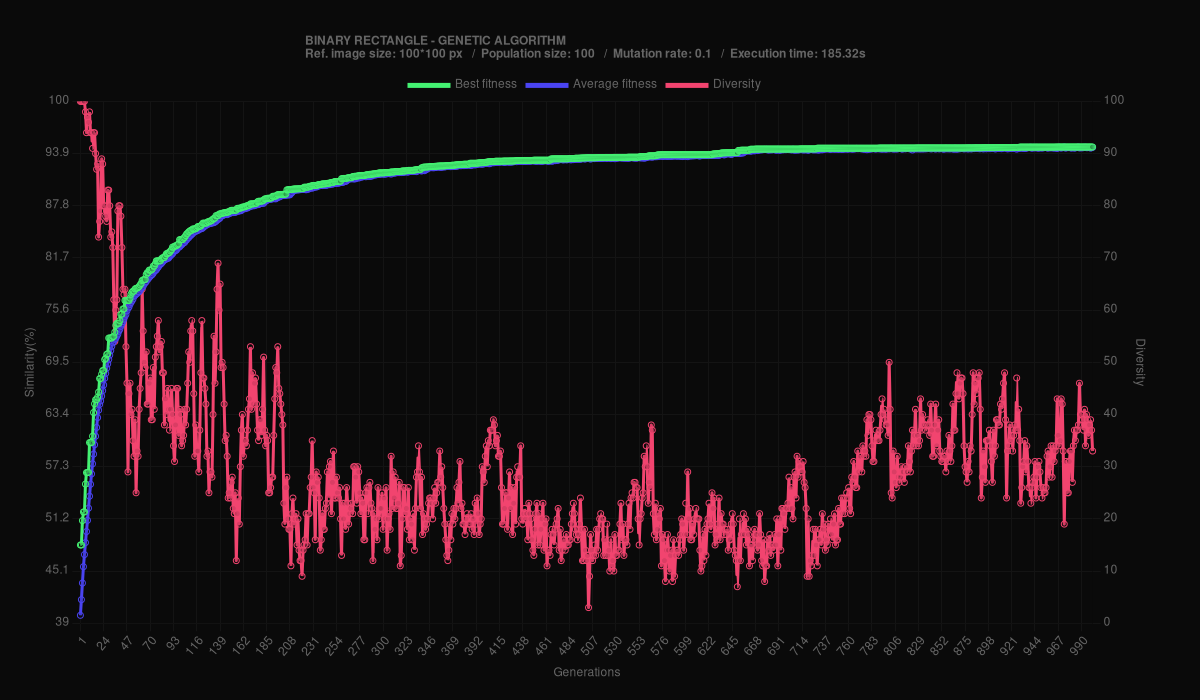 BINARY RECTANGLE - GENETIC ALGORITHM
Ref. image size: 100*100 px / Population size: 100 / Mutation rate: 0.1 / Execution time: 185.32s
Best fitness Average fitness Diversity
100 100
93.9 90
87.8 80
81.7 70
75.6 60
69.5 50
63.4 40
57.3 30
51.2 20
45.1 10
39 0
Similarity(%)
Diversity
1 24 47 70 93 116 139 162 185 208 231 254 277 300 323 346 369 392 415 438 461 484 507 530 553 576 599 622 645 668 691 714 737 760 783 806 829 852 875 898 921 944 967 990
Generations